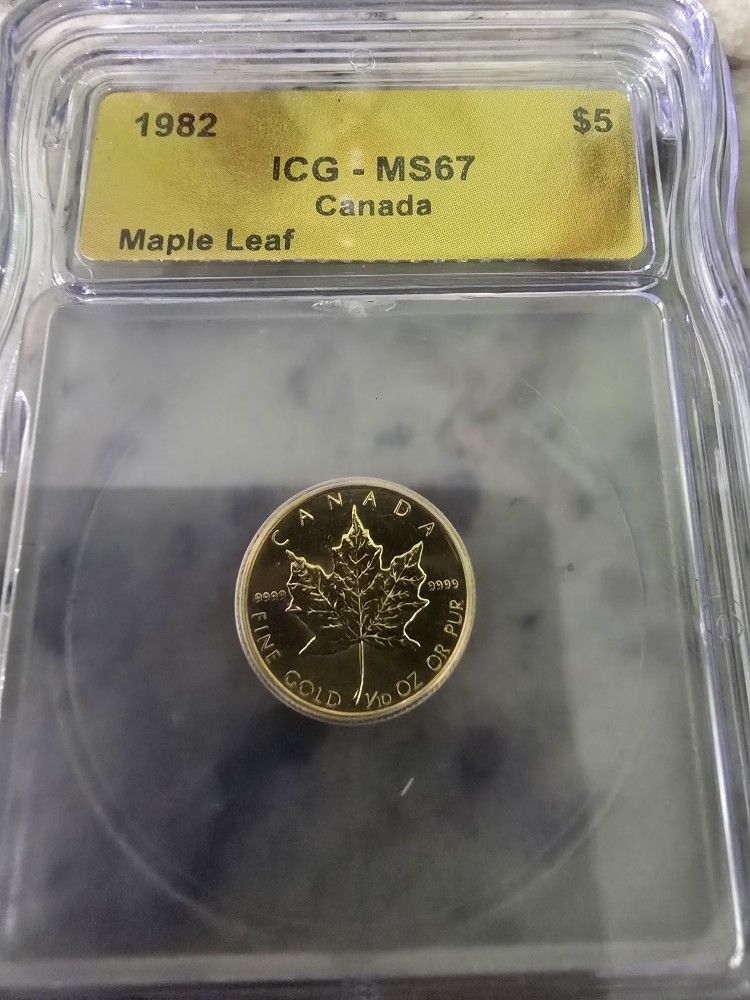 1982 $5
ICG - MS67
Canada
Maple Leaf
CANADA
9999 9999
FINE GOLD 1/10 OZ OR PUR